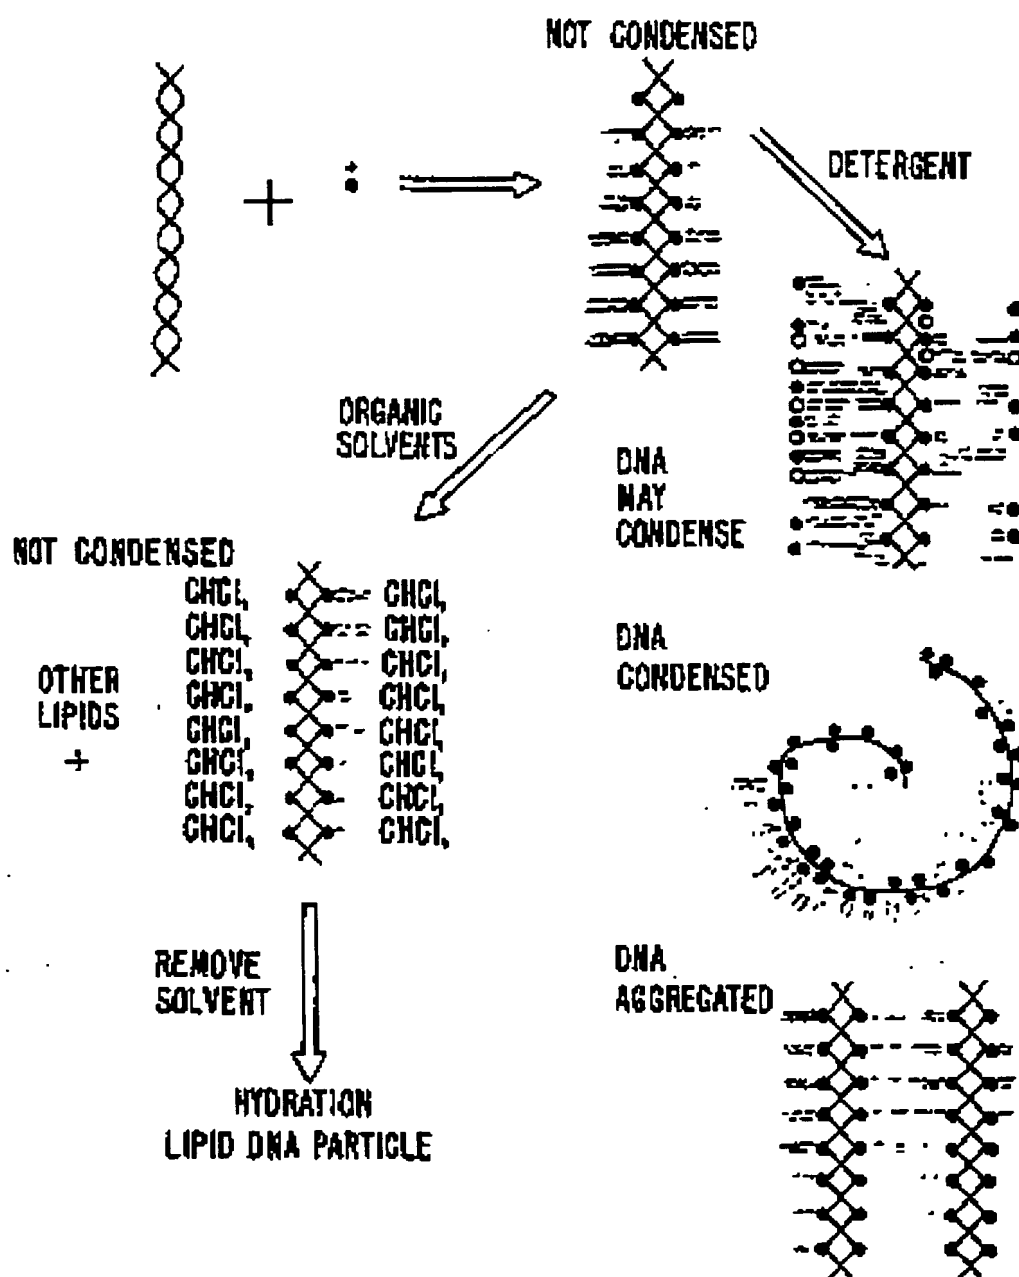 NOT CONDENSED
+
+
DETERGENT
ORGANIC
SOLVENTS
DNA
MAY
CONDENSE
NOT CONDENSED
CHCl, CHCl,
CHCl, CHCl,
CHCl, CHCl,
CHCl, CHCl,
CHCl, CHCl,
CHCl, CHCl,
CHCl, CHCl,
CHCl, CHCl,
OTHER
LIPIDS
+
DNA
CONDENSED
REMOVE
SOLVENT
DNA
AGGREGATED
HYDRATION
LIPID DNA PARTICLE